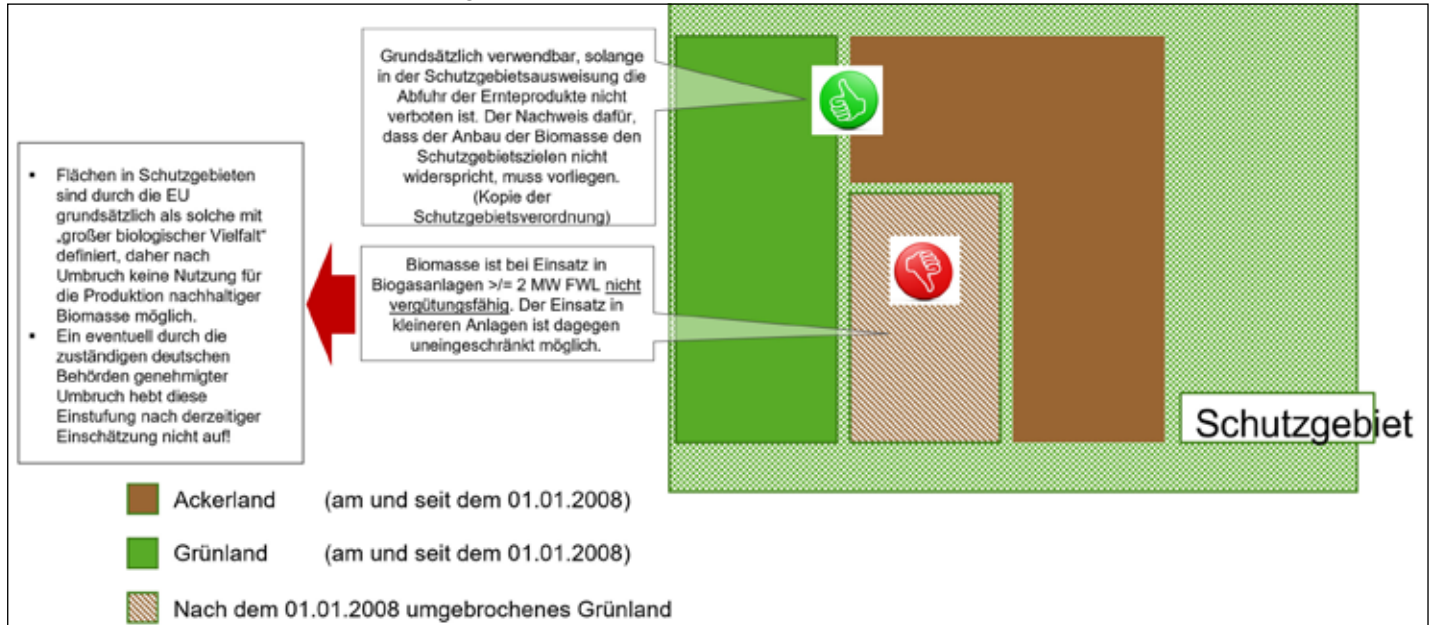 Grundsätzlich verwendbar, solange
in der Schutzgebietsausweisung die
Abfuhr der Ernteprodukte nicht
verboten ist. Der Nachweis dafür,
dass der Anbau der Biomasse den
Schutzgebietszielen nicht
widerspricht, muss vorliegen.
(Kopie der
Schutzgebietsverordnung)
▪ Flächen in Schutzgebieten
sind durch die EU
grundsätzlich als solche mit
„großer biologischer Vielfalt“
definiert, daher nach
Umbruch keine Nutzung für
die Produktion nachhaltiger
Biomasse möglich.
▪ Ein eventuell durch die
zuständigen deutschen
Behörden genehmigter
Umbruch hebt diese
Einstufung nach derzeitiger
Einschätzung nicht auf!
Biomasse ist bei Einsatz in
Biogasanlagen >/= 2 MW FWL nicht
vergütungsfähig. Der Einsatz in
kleineren Anlagen ist dagegen
uneingeschränkt möglich.
Schutzgebiet
Ackerland (am und seit dem 01.01.2008)
Grünland (am und seit dem 01.01.2008)
Nach dem 01.01.2008 umgebrochenes Grünland